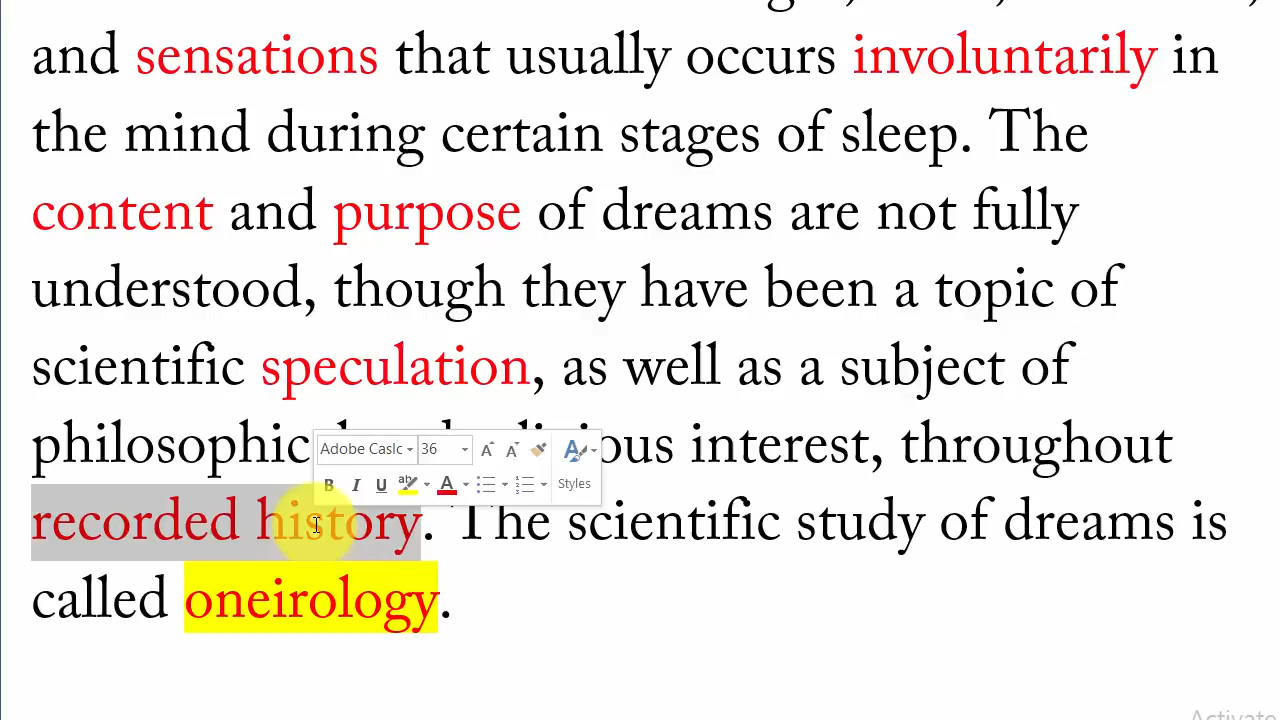 and sensations that usually occurs involuntarily in
the mind during certain stages of sleep. The
content and purpose of dreams are not fully
understood, though they have been a topic of
scientific speculation, as well as a subject of
philosophic interest, throughout
Adobe Caslc 36
B I U ab A Styles
recorded history. The scientific study of dreams is
called oneirology.